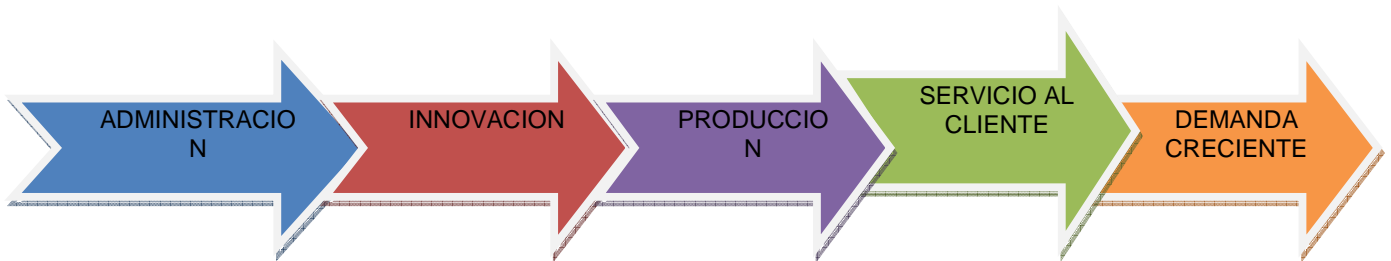 ADMINISTRACIO
N
INNOVACION
PRODUCCIO
N
SERVICIO AL
CLIENTE
DEMANDA
CRECIENTE